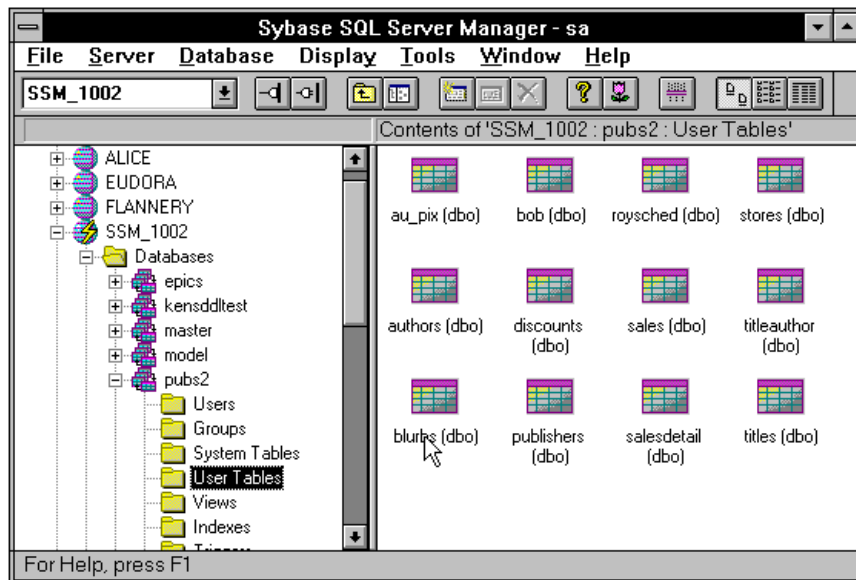 Sybase SQL Server Manager - sa
File Server Database Display Tools Window Help
SSM_1002
Contents of 'SSM_1002 : pubs2 : User Tables'
ALICE
EUDORA
FLANNERY
SSM_1002
Databases
epics
kensddltest
master
model
pubs2
Users
Groups
System Tables
User Tables
Views
Indexes
au_pix (dbo) bob (dbo) roysched (dbo) stores (dbo)
authors (dbo) discounts (dbo) sales (dbo) titleauthor (dbo)
blurbs (dbo) publishers (dbo) salesdetail (dbo) titles (dbo)
For Help, press F1